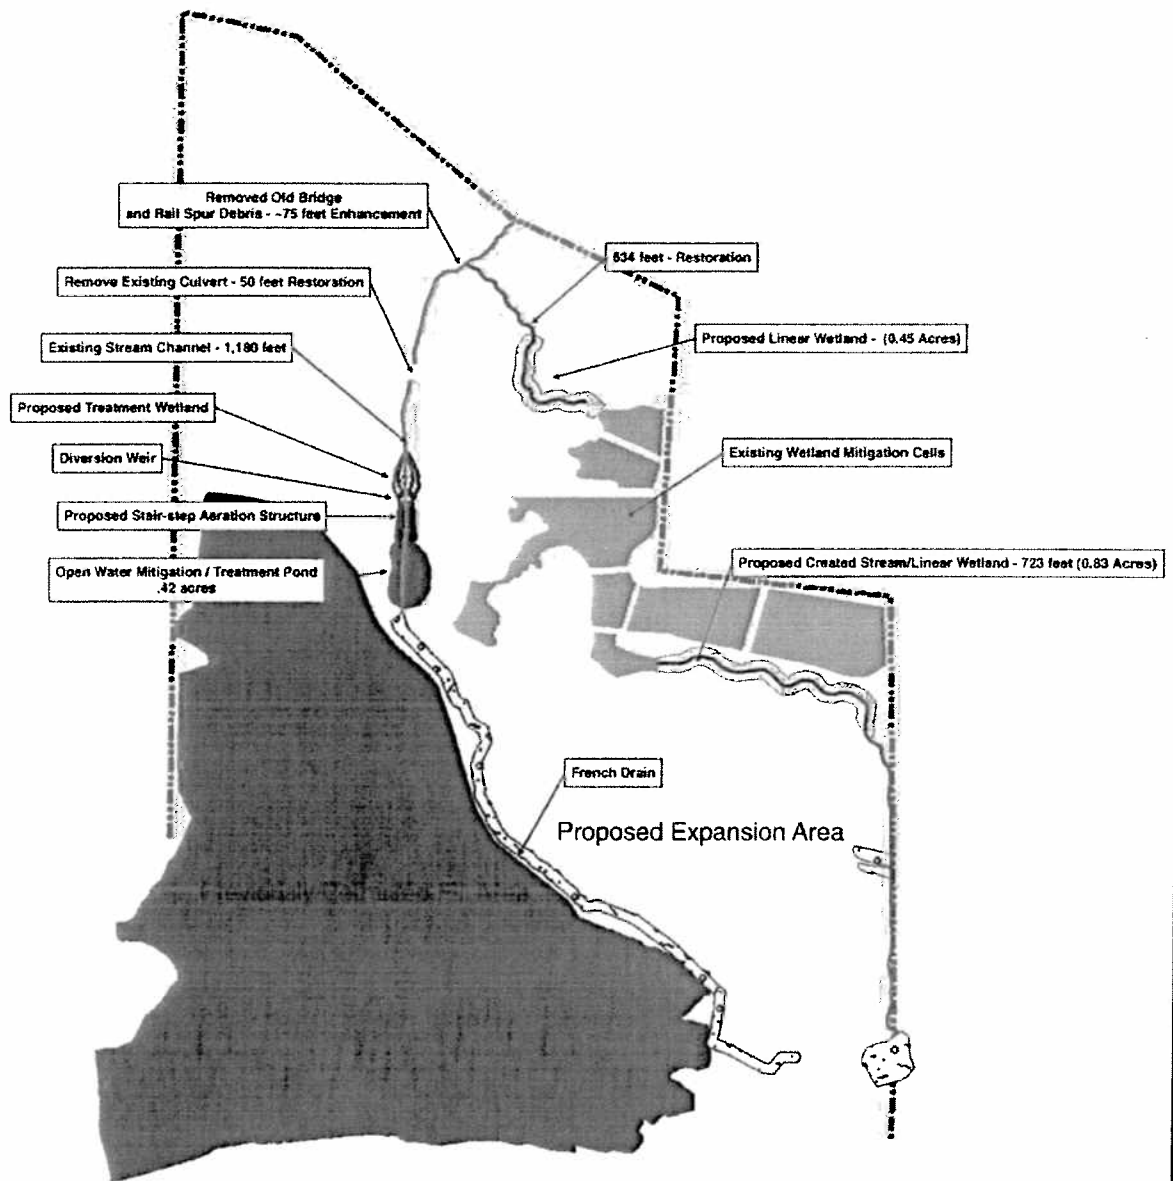 Removed Old Bridge
and Rail Spur Debris - ~75 feet Enhancement
634 feet - Restoration
Remove Existing Culvert - 50 feet Restoration
Existing Stream Channel - 1,180 feet
Proposed Linear Wetland - (0.45 Acres)
Proposed Treatment Wetland
Diversion Weir
Existing Wetland Mitigation Cells
Proposed Stair-step Aeration Structure
Open Water Mitigation / Treatment Pond
.42 acres
Proposed Created Stream/Linear Wetland - 723 feet (0.83 Acres)
French Drain
Proposed Expansion Area